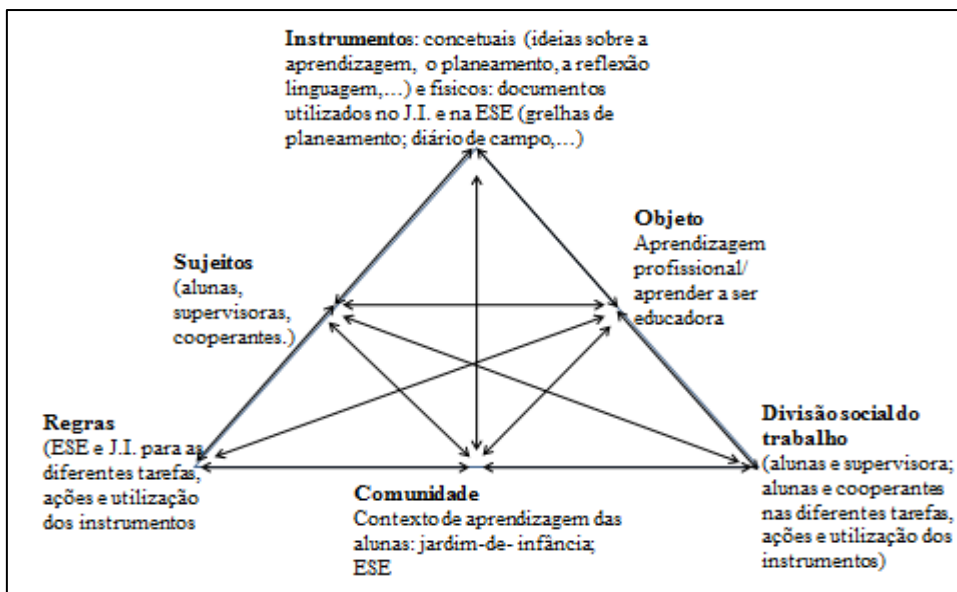 Instrumentos: concetuais (ideias sobre a
aprendizagem, o planeamento, a reflexão
linguagem,...) e fisicos: documentos
utilizados no J.I. e na ESE (grelhas de
planeamento; diário de campo,...)
Sujeitos
(alunas,
supervisoras,
cooperantes.)
Objeto
Aprendizagem
profissional/
aprender a ser
educadora
Regras
(ESE e J.I. para as
diferentes tarefas,
ações e utilização
dos instrumentos
Comunidade
Contexto de aprendizagem das
alunas: jardim-de- infância;
ESE
Divisão social do
trabalho
(alunas e supervisora;
alunas e cooperantes
nas diferentes tarefas,
ações e utilização dos
instrumentos)